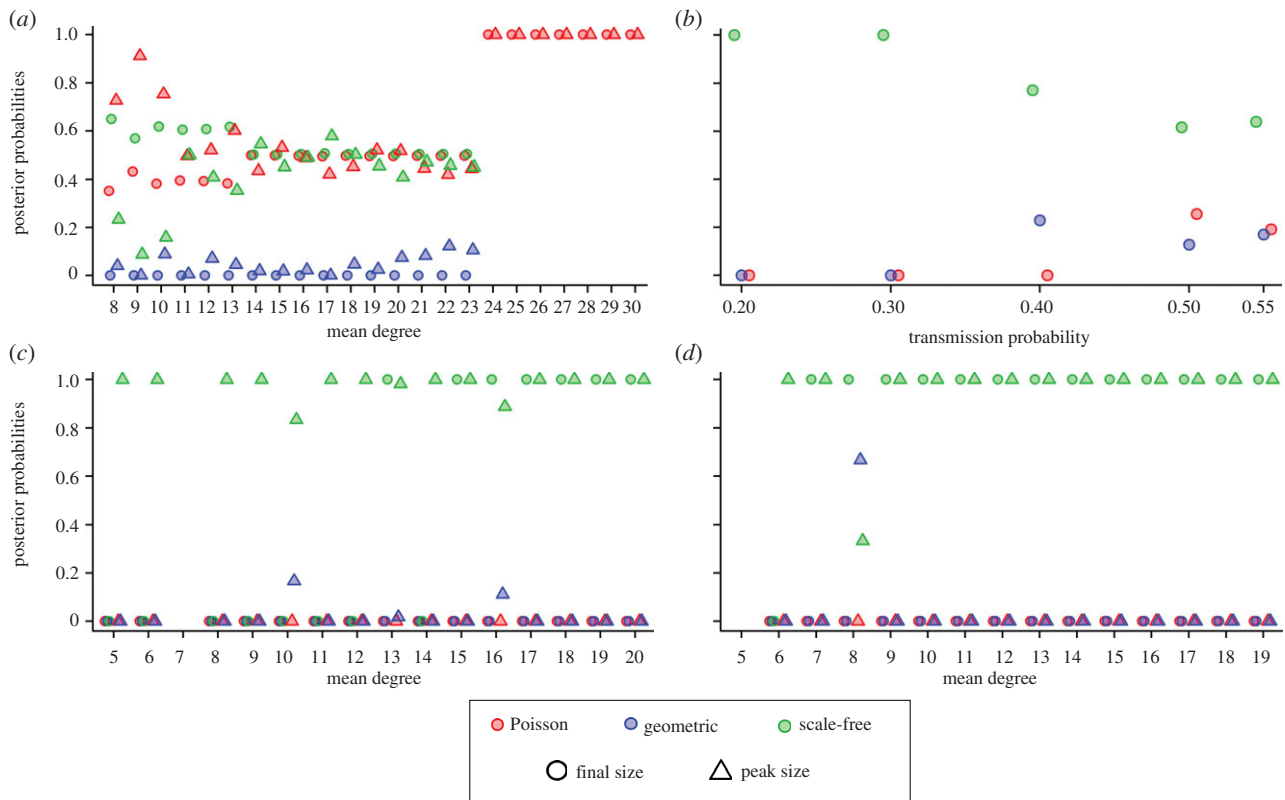 (a)
posterior probabilities
1.0
0.8
0.6
0.4
0.2
0
8 9 10 11 12 13 14 15 16 17 18 19 20 21 22 23 24 25 26 27 28 29 30
mean degree
(b)
0.20 0.30 0.40 0.50 0.55
transmission probability
(c)
posterior probabilities
1.0
0.8
0.6
0.4
0.2
0
5 6 7 8 9 10 11 12 13 14 15 16 17 18 19 20
mean degree
(d)
5 6 7 8 9 10 11 12 13 14 15 16 17 18 19
mean degree
Poisson geometric scale-free
final size peak size